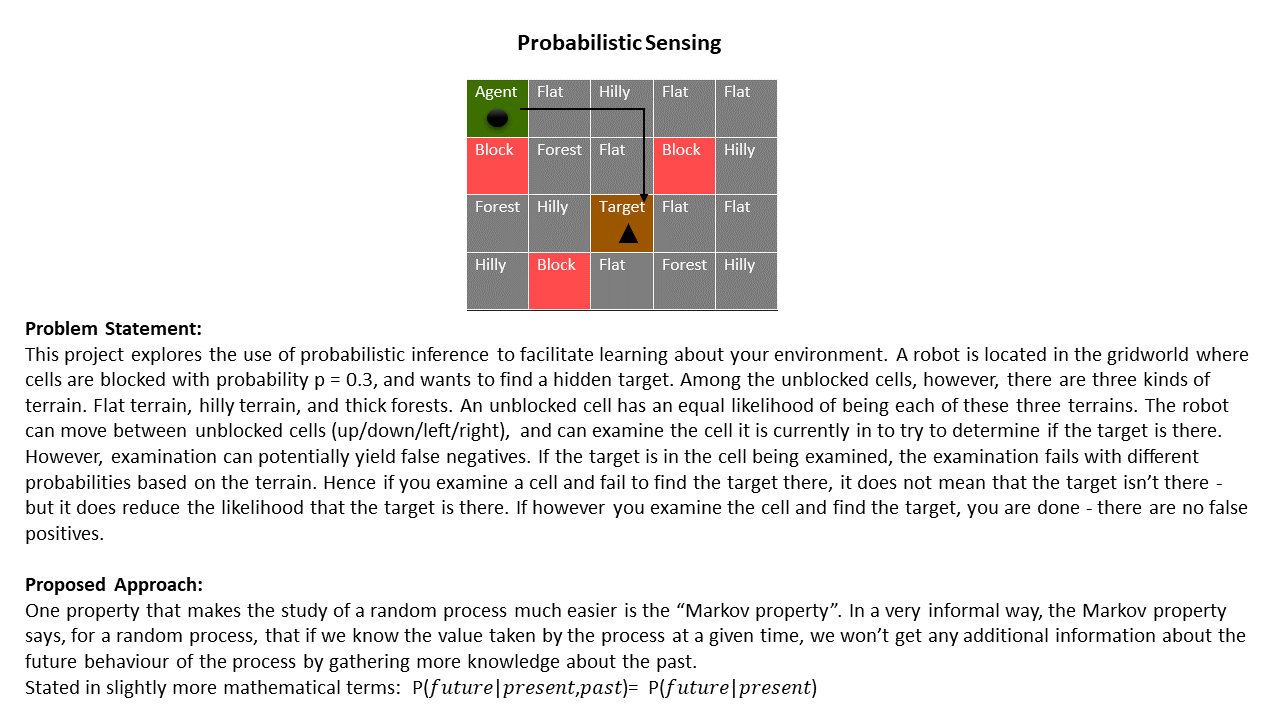 Probabilistic Sensing
Agent Flat Hilly Flat Flat
Block Forest Flat Block Hilly
Forest Hilly Target Flat Flat
Hilly Block Flat Forest Hilly
Problem Statement:
This project explores the use of probabilistic inference to facilitate learning about your environment. A robot is located in the gridworld where
cells are blocked with probability p = 0.3, and wants to find a hidden target. Among the unblocked cells, however, there are three kinds of
terrain. Flat terrain, hilly terrain, and thick forests. An unblocked cell has an equal likelihood of being each of these three terrains. The robot
can move between unblocked cells (up/down/left/right), and can examine the cell it is currently in to try to determine if the target is there.
However, examination can potentially yield false negatives. If the target is in the cell being examined, the examination fails with different
probabilities based on the terrain. Hence if you examine a cell and fail to find the target there, it does not mean that the target isn’t there -
but it does reduce the likelihood that the target is there. If however you examine the cell and find the target, you are done - there are no false
positives.
Proposed Approach:
One property that makes the study of a random process much easier is the “Markov property”. In a very informal way, the Markov property
says, for a random process, that if we know the value taken by the process at a given time, we won’t get any additional information about the
future behaviour of the process by gathering more knowledge about the past.
Stated in slightly more mathematical terms: P(future|present,past)= P(future|present)